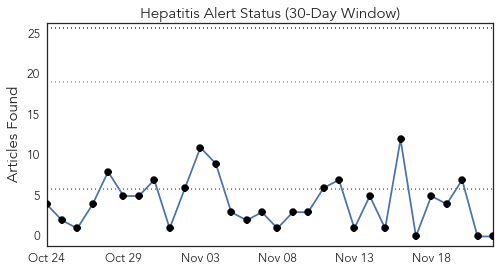 Hepatitis Alert Status (30-Day Window)
Articles Found
25
20
15
10
5
0
Oct 24 Oct 29 Nov 03 Nov 08 Nov 13 Nov 18